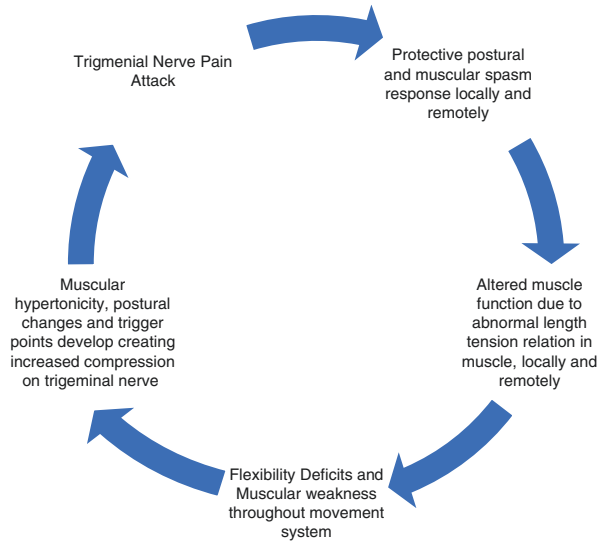 Trigmenial Nerve Pain
Attack
Protective postural
and muscular spasm
response locally and
remotely
Altered muscle
function due to
abnormal length
tension relation in
muscle, locally and
remotely
Flexibility Deficits and
Muscular weakness
throughout movement
system
Muscular
hypertonicity, postural
changes and trigger
points develop creating
increased compression
on trigeminal nerve